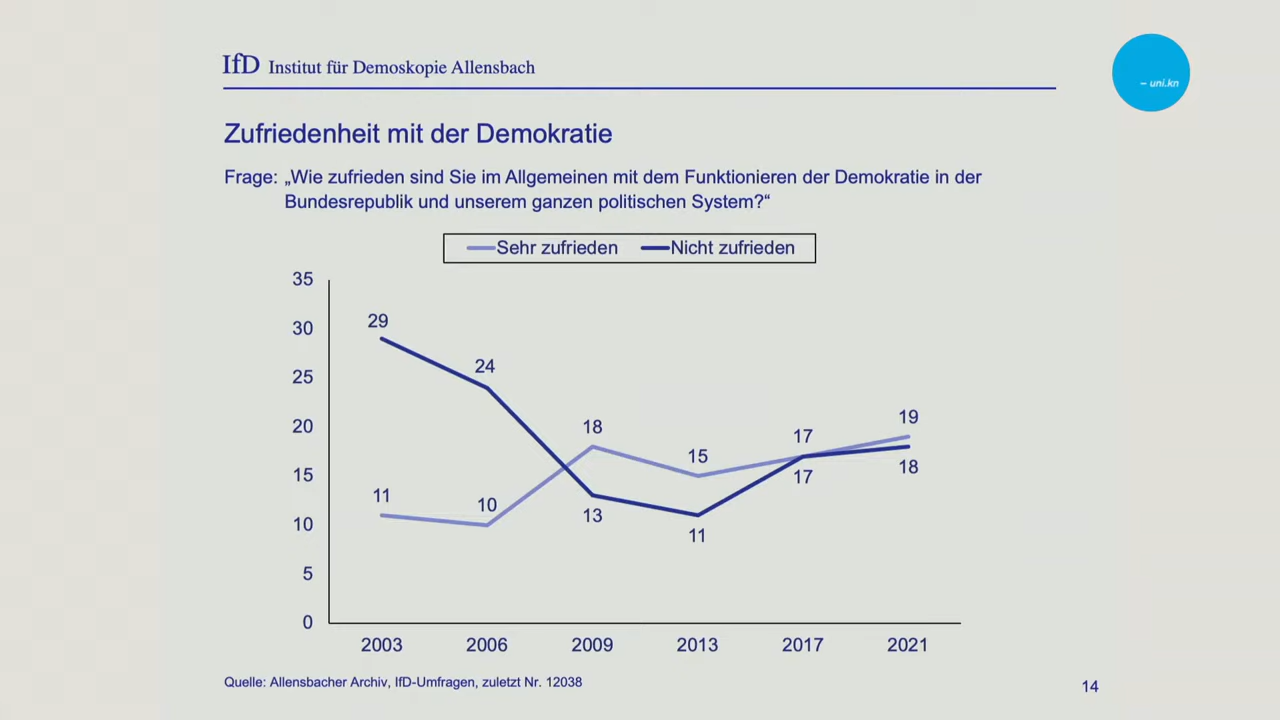 IfD Institut für Demoskopie Allensbach
– uni.kn
Zufriedenheit mit der Demokratie
Frage: „Wie zufrieden sind Sie im Allgemeinen mit dem Funktionieren der Demokratie in der
Bundesrepublik und unserem ganzen politischen System?“
Sehr zufrieden Nicht zufrieden
35
30
25
20
15
10
5
0
29
24
18
15
17
19
11
10
13
11
17
18
2003 2006 2009 2013 2017 2021
Quelle: Allensbacher Archiv, IfD-Umfragen, zuletzt Nr. 12038
14